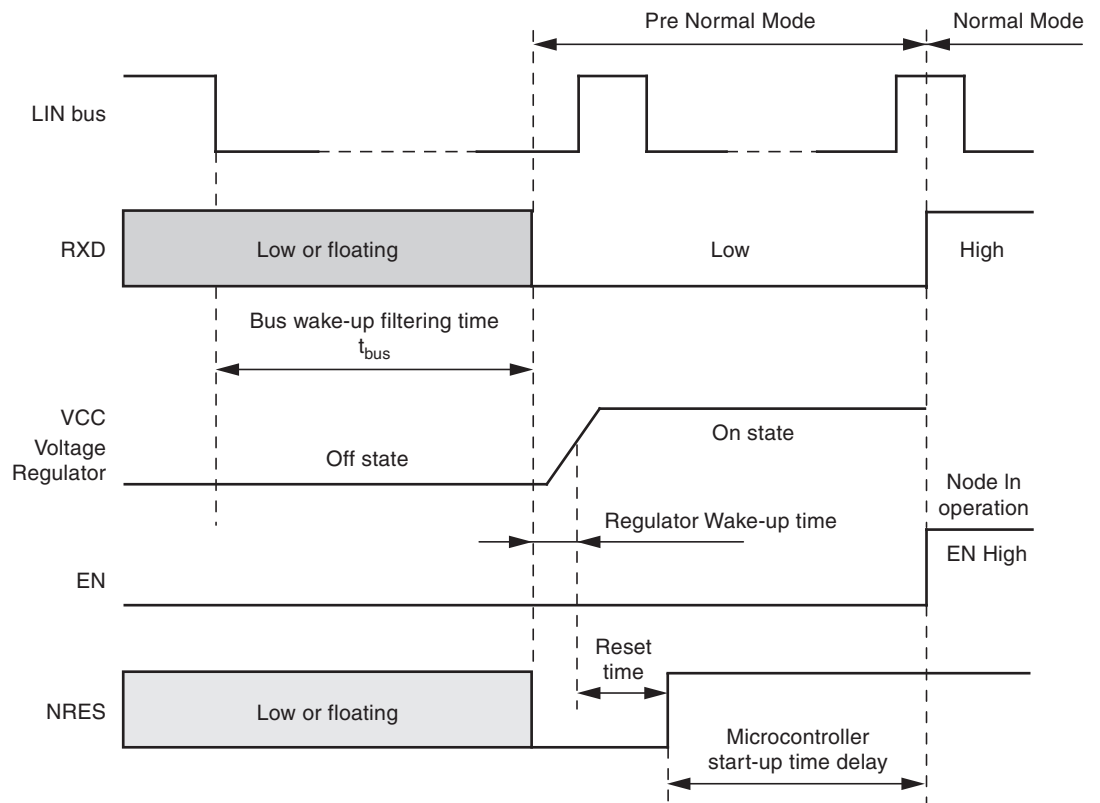 Pre Normal Mode
Normal Mode
LIN bus
RXD
Low or floating
Low
High
Bus wake-up filtering time
tbus
VCC
Voltage
Regulator
Off state
On state
Regulator Wake-up time
Node In
operation
EN High
EN
Reset
time
NRES
Low or floating
Microcontroller
start-up time delay